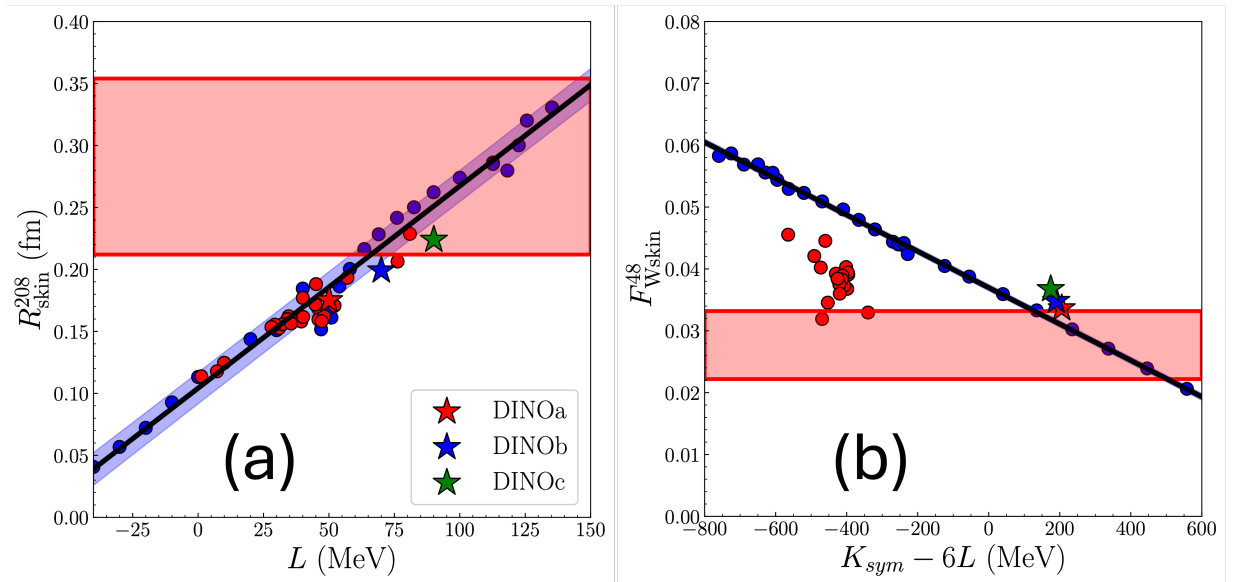 0.40
0.35
0.30
0.25
0.20
0.15
0.10
0.05
0.00
R^208_skin (fm)
−25 0 25 50 75 100 125 150
L (MeV)
(a)
DINOa
DINOb
DINOc
0.08
0.07
0.06
0.05
0.04
0.03
0.02
0.01
0.00
F^48_Wskin
−800 −600 −400 −200 0 200 400 600
K_sym − 6L (MeV)
(b)